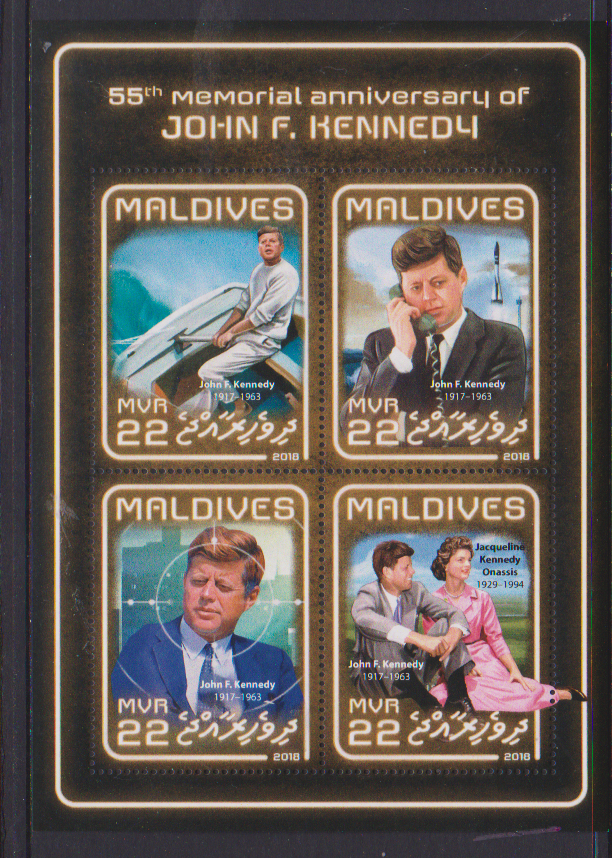 55th Memorial anniversary of
JOHN F. KENNEDY
MALDIVES
John F. Kennedy
1917–1963
MVR
22 ދިވެހިރާއްޖެ
2018
MALDIVES
John F. Kennedy
1917–1963
MVR
22 ދިވެހިރާއްޖެ
2018
MALDIVES
John F. Kennedy
1917–1963
MVR
22 ދިވެހިރާއްޖެ
2018
MALDIVES
Jacqueline
Kennedy
Onassis
1929–1994
John F. Kennedy
1917–1963
MVR
22 ދިވެހިރާއްޖެ
2018